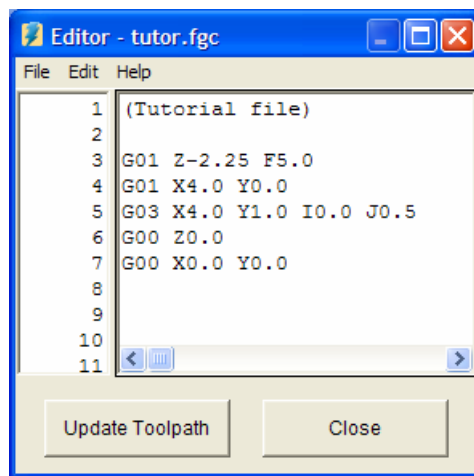 Editor - tutor.fgc
File Edit Help
1 (Tutorial file)
2
3 G01 Z-2.25 F5.0
4 G01 X4.0 Y0.0
5 G03 X4.0 Y1.0 I0.0 J0.5
6 G00 Z0.0
7 G00 X0.0 Y0.0
8
9
10
11
Update Toolpath Close